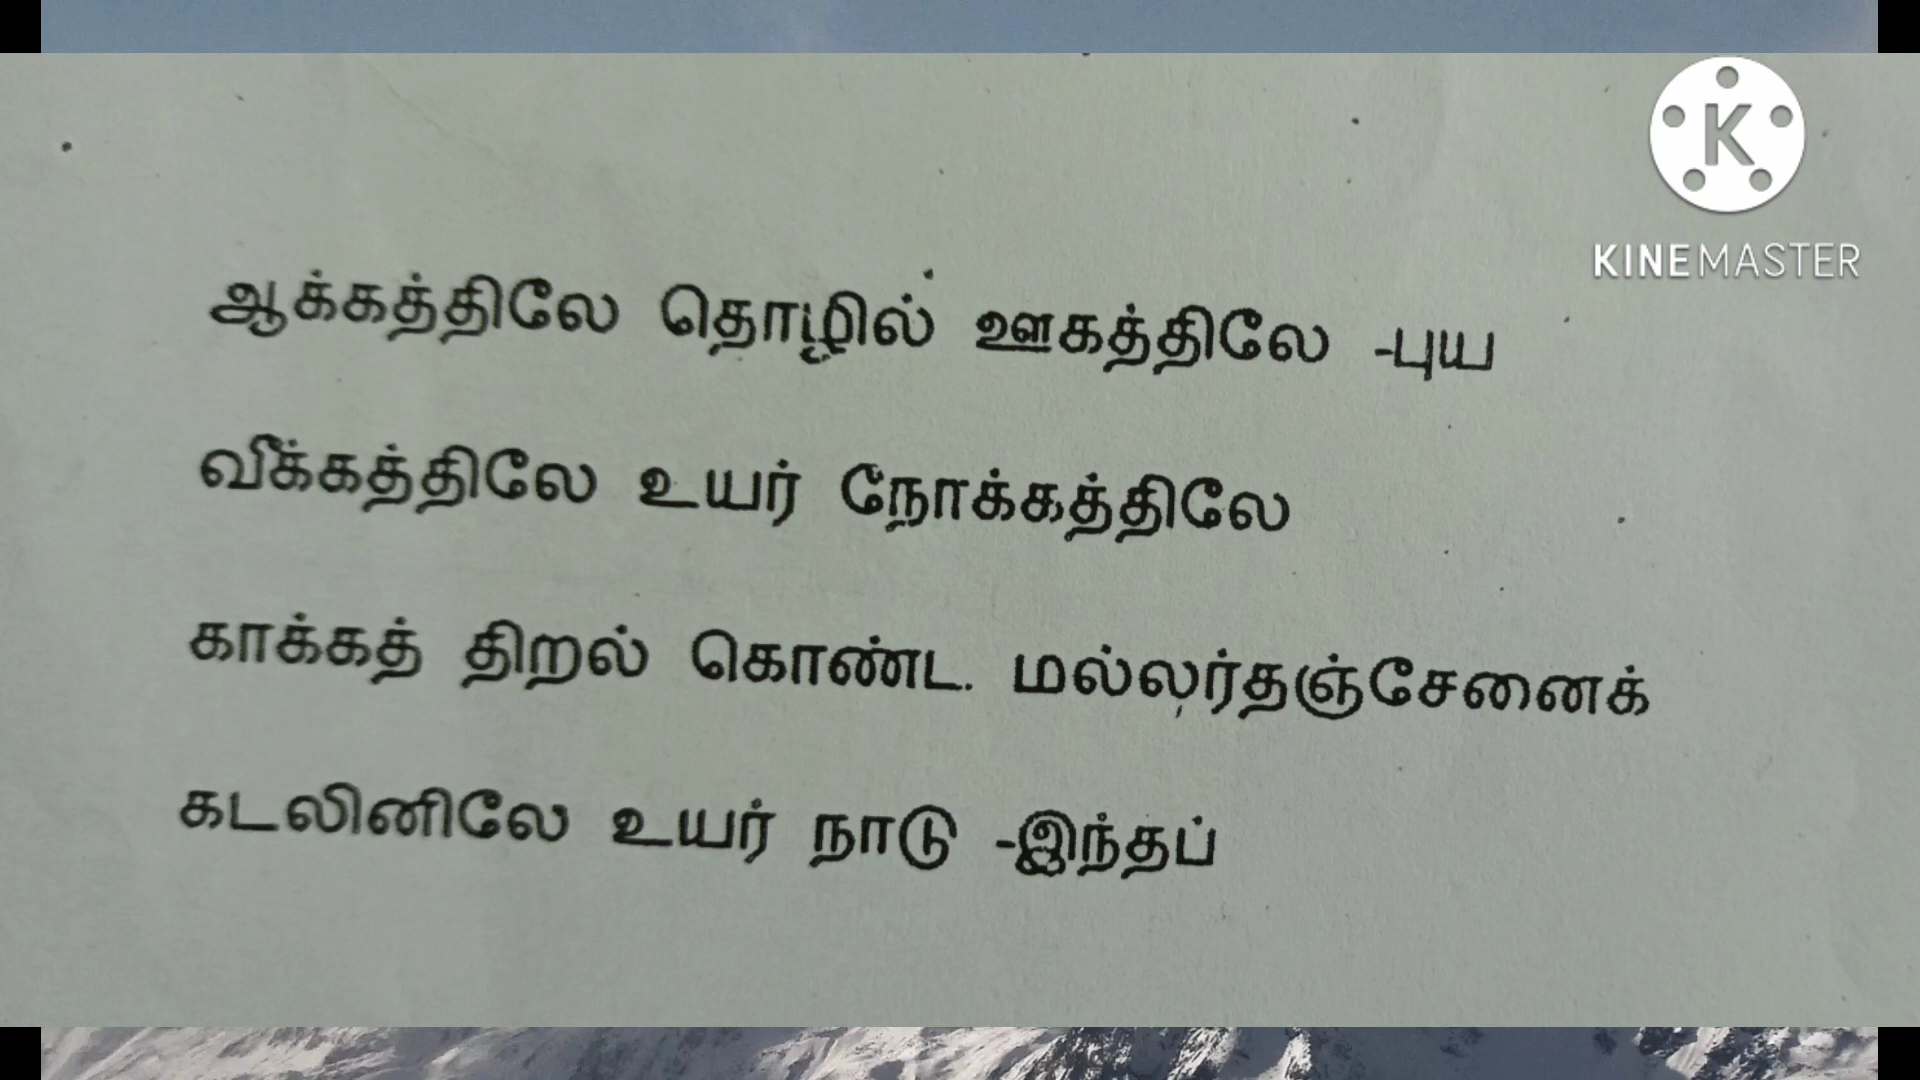 KINEMASTER
ஆக்கத்திலே தொழில் ஊகத்திலே -புய
வீக்கத்திலே உயர் நோக்கத்திலே
காக்கத் திறல் கொண்ட. மல்லர்தஞ்சேனைக்
கடலினிலே உயர் நாடு -இந்தப்